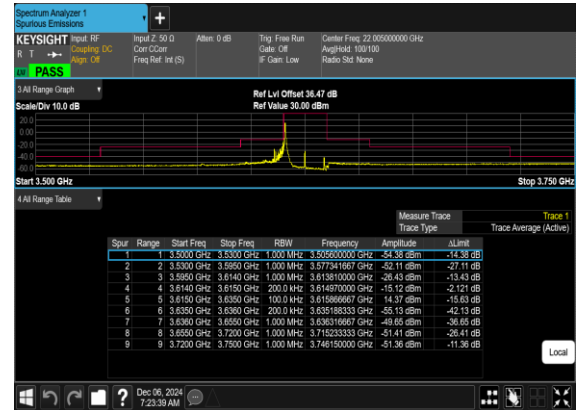 Spectrum Analyzer 1
Spurious Emissions
KEYSIGHT Input: RF Input Z: 50 Ω Atten: 0 dB Trig: Free Run Center Freq: 22.005000000 GHz
R T Coupling: DC Corr CCorr Gate: Off Avg|Hold: 100/100
Align: Off Freq Ref: Int (S) IF Gain: Low Radio Std: None
PASS
3 All Range Graph Ref Lvl Offset 36.47 dB
Scale/Div 10.0 dB Ref Value 30.00 dBm
20.0
0.00
-20.0
-40.0
-60.0
Start 3.500 GHz Stop 3.750 GHz
4 All Range Table
Measure Trace Trace 1
Trace Type Trace Average (Active)
Spur Range Start Freq Stop Freq RBW Frequency Amplitude ΔLimit
1 1 3.5000 GHz 3.5300 GHz 1.000 MHz 3.505600000 GHz -54.38 dBm -14.38 dB
2 2 3.5300 GHz 3.5950 GHz 1.000 MHz 3.577341667 GHz -52.11 dBm -27.11 dB
3 3 3.5950 GHz 3.6140 GHz 1.000 MHz 3.613810000 GHz -26.43 dBm -13.43 dB
4 4 3.6140 GHz 3.6150 GHz 200.0 kHz 3.614970000 GHz -15.12 dBm -2.121 dB
5 5 3.6150 GHz 3.6350 GHz 100.0 kHz 3.615866667 GHz 14.37 dBm -15.63 dB
6 6 3.6350 GHz 3.6360 GHz 200.0 kHz 3.635188333 GHz -55.13 dBm -42.13 dB
7 7 3.6360 GHz 3.6550 GHz 1.000 MHz 3.636316667 GHz -49.65 dBm -36.65 dB
8 8 3.6550 GHz 3.7200 GHz 1.000 MHz 3.715233333 GHz -51.41 dBm -26.41 dB
9 9 3.7200 GHz 3.7500 GHz 1.000 MHz 3.746150000 GHz -51.36 dBm -11.36 dB
Local
? Dec 06, 2024
7:23:39 AM